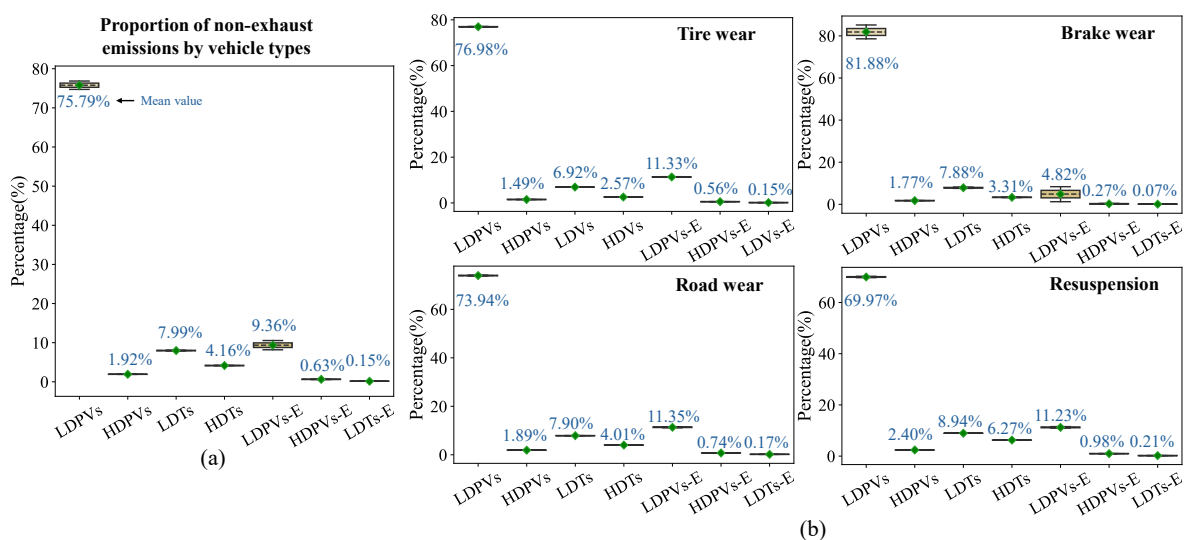 Proportion of non-exhaust
emissions by vehicle types
Percentage(%)
80
70
60
50
40
30
20
10
0
75.79%
Mean value
1.92%
7.99%
4.16%
9.36%
0.63%
0.15%
LDPVs
HDPVs
LDTs
HDTs
LDPVs-E
HDPVs-E
LDTs-E
(a)
Tire wear
Percentage(%)
80
60
40
20
0
76.98%
1.49%
6.92%
2.57%
11.33%
0.56%
0.15%
LDPVs
HDPVs
LDVs
HDVs
LDPVs-E
HDPVs-E
LDVs-E
Brake wear
Percentage(%)
80
60
40
20
0
81.88%
1.77%
7.88%
3.31%
4.82%
0.27%
0.07%
LDPVs
HDPVs
LDTs
HDTs
LDPVs-E
HDPVs-E
LDTs-E
Road wear
Percentage(%)
60
40
20
0
73.94%
1.89%
7.90%
4.01%
11.35%
0.74%
0.17%
LDPVs
HDPVs
LDTs
HDTs
LDPVs-E
HDPVs-E
LDTs-E
Resuspension
Percentage(%)
60
40
20
0
69.97%
2.40%
8.94%
6.27%
11.23%
0.98%
0.21%
LDPVs
HDPVs
LDTs
HDTs
LDPVs-E
HDPVs-E
LDTs-E
(b)